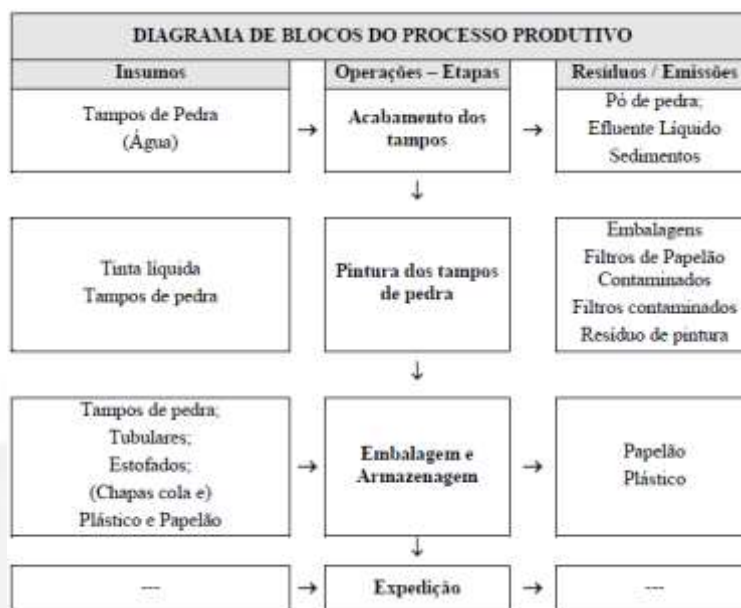 DIAGRAMA DE BLOCOS DO PROCESSO PRODUTIVO
Insumos
Operações – Etapas
Resíduos / Emissões
Tampos de Pedra
(Água)
→
Acabamento dos
tampos
→
Pó de pedra;
Efluente Líquido
Sedimentos
↓
Tinta líquida
Tampos de pedra
Pintura dos tampos
de pedra
Embalagens
Filtros de Papelão
Contaminados
Filtros contaminados
Resíduo de pintura
↓
Tampos de pedra;
Tubulares;
Estofados;
(Chapas cola e)
Plástico e Papelão
→
Embalagem e
Armazenagem
→
Papelão
Plástico
↓
---
→
Expedição
→
---